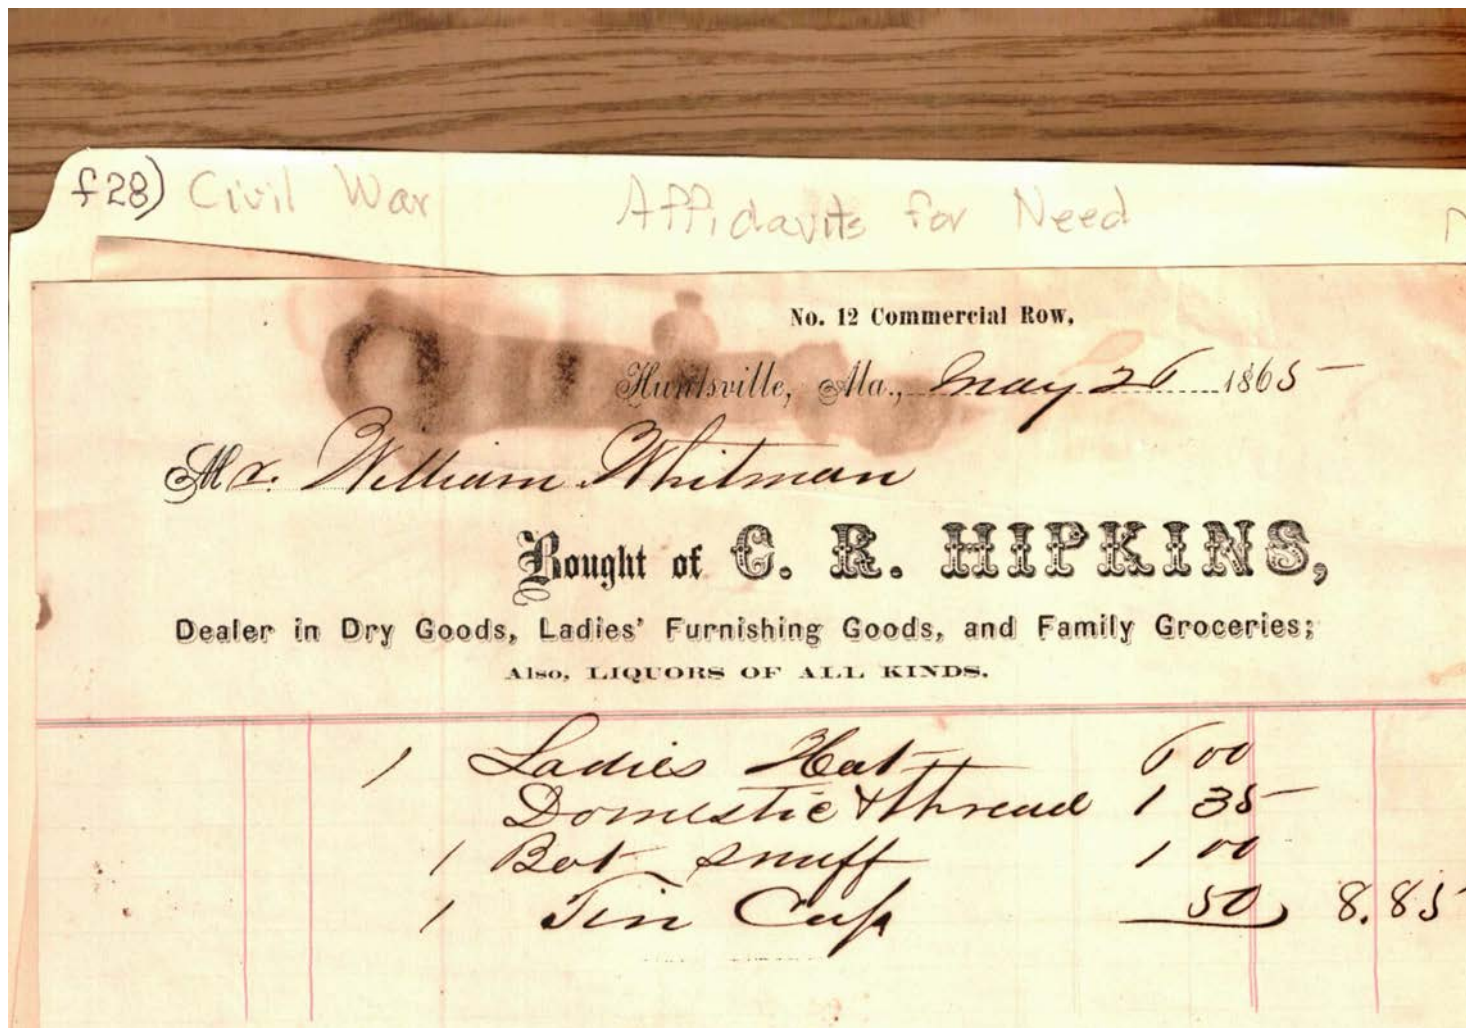 f28) Civil War Affidavits for Need
No. 12 Commercial Row,
Huntsville, Ala., May 26 1865
Mr. William Whitman
Bought of C. R. HIPKINS,
Dealer in Dry Goods, Ladies' Furnishing Goods, and Family Groceries;
Also, LIQUORS OF ALL KINDS.
1 Ladies Hat 6 00
Domestic & thread 1 35
1 Bot snuff 1 00
1 Tin Cup 50 8.85